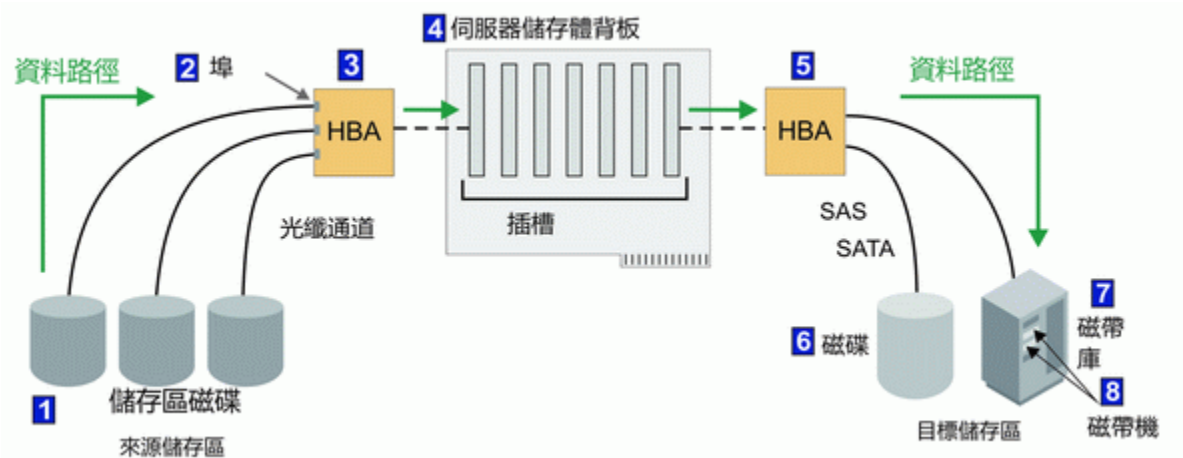 4 伺服器儲存體背板
資料路徑
2 埠
3
5
資料路徑
HBA
HBA
光纖通道
插槽
SAS
SATA
7
磁帶
庫
6 磁碟
1
儲存區磁碟
8
磁帶機
來源儲存區
目標儲存區